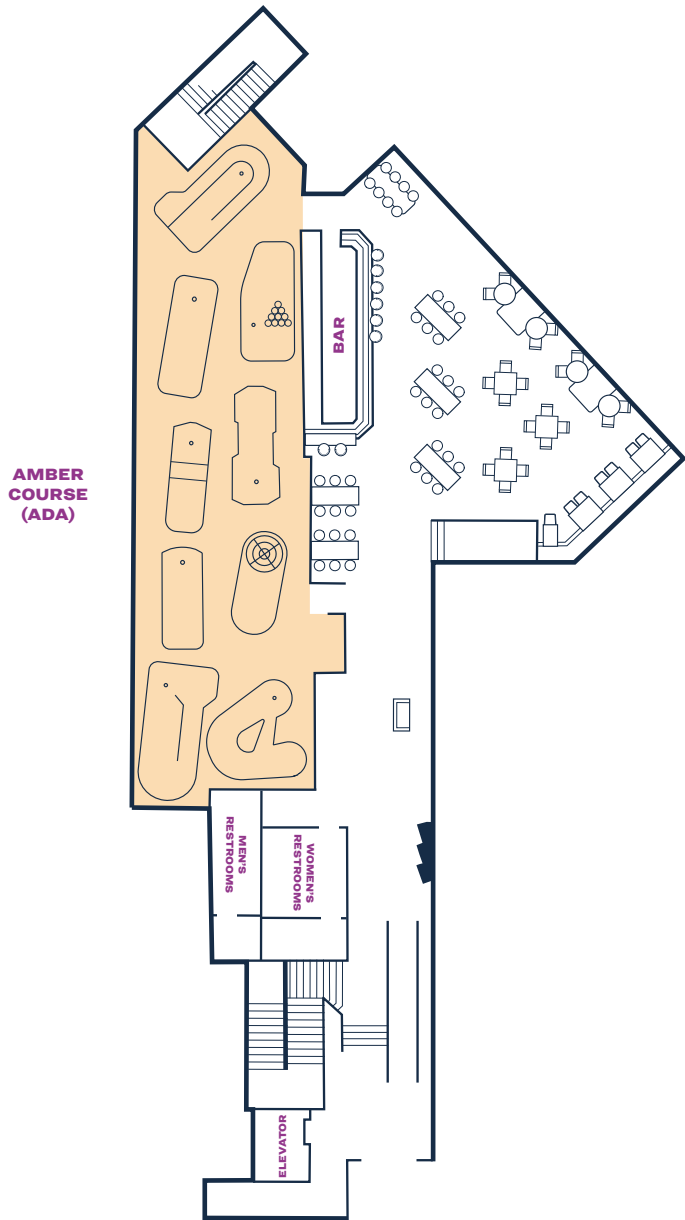 BAR
AMBER
COURSE
(ADA)
MEN'S
RESTROOMS
WOMEN'S
RESTROOMS
ELEVATOR